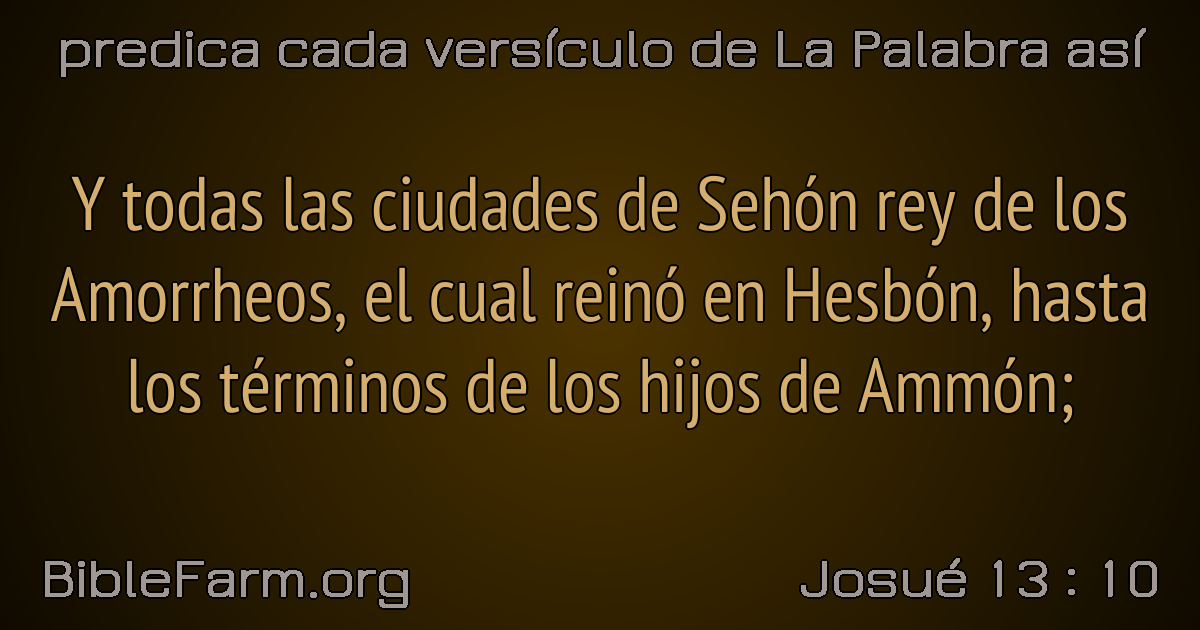 predica cada versículo de La Palabra así
Y todas las ciudades de Sehón rey de los
Amorrheos, el cual reinó en Hesbón, hasta
los términos de los hijos de Ammón;
BibleFarm.org
Josué 13 : 10